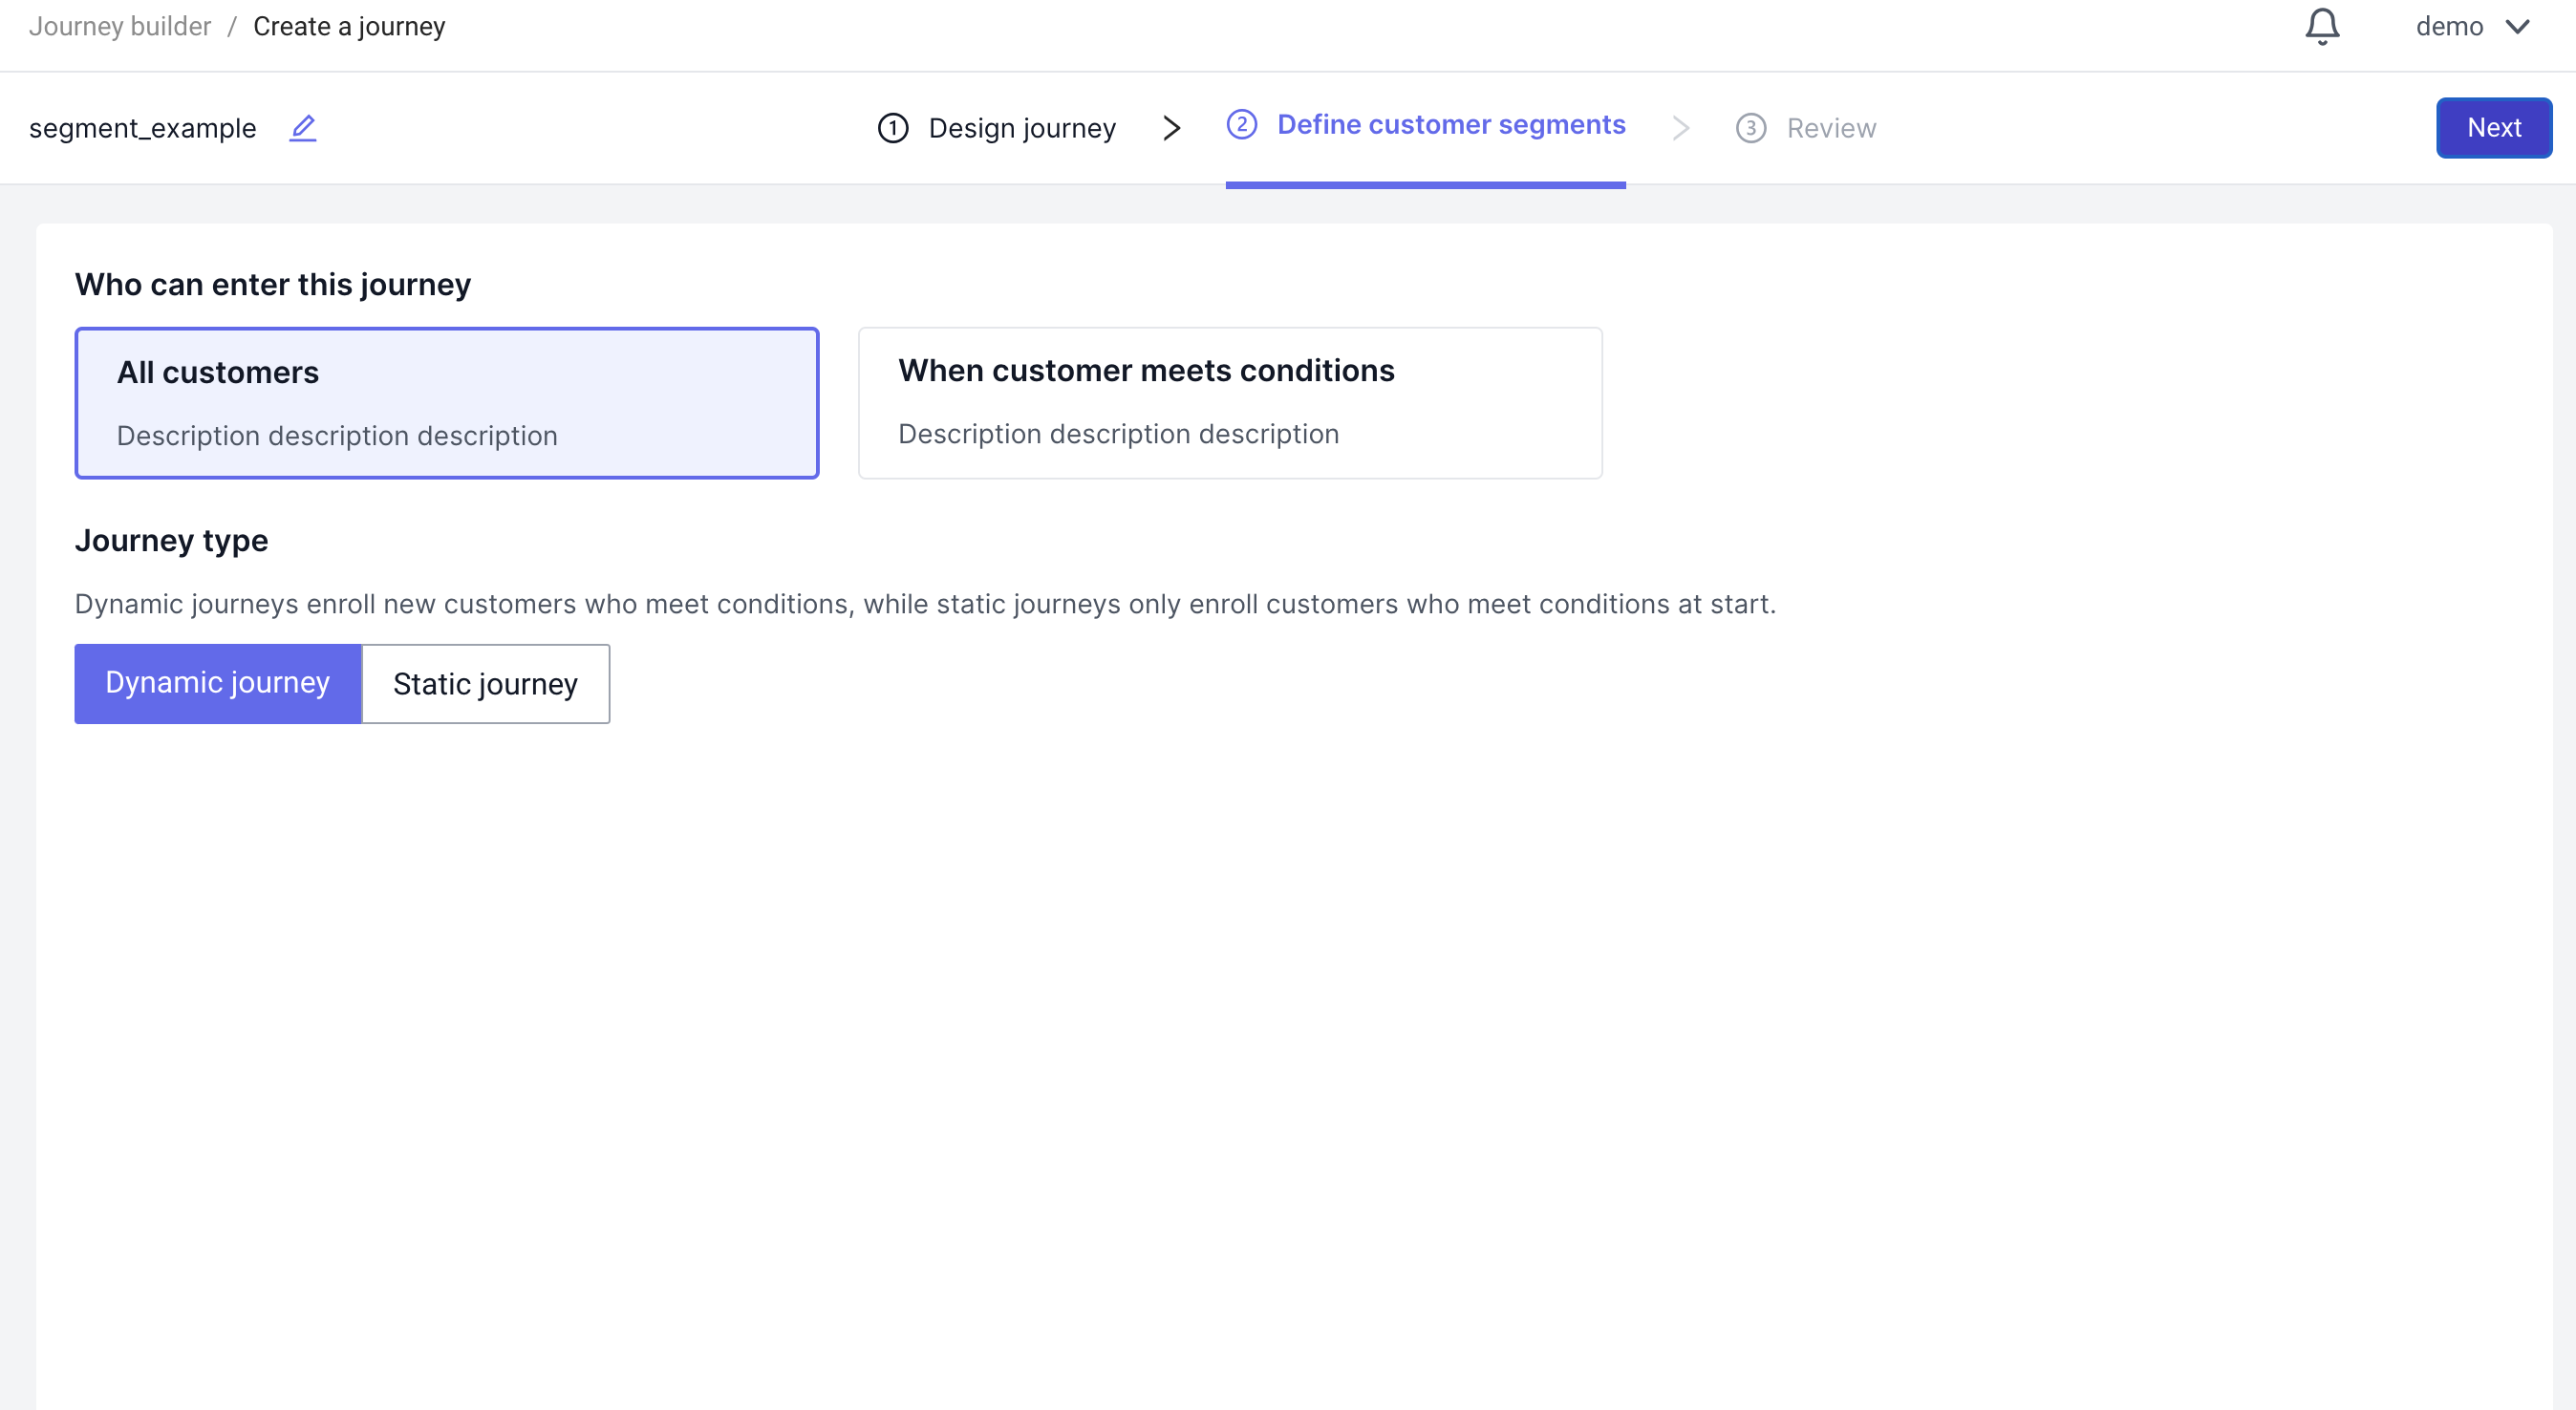 Journey builder / Create a journey
demo
segment_example
1 Design journey
2 Define customer segments
3 Review
Next
Who can enter this journey
All customers
Description description description
When customer meets conditions
Description description description
Journey type
Dynamic journeys enroll new customers who meet conditions, while static journeys only enroll customers who meet conditions at start.
Dynamic journey
Static journey